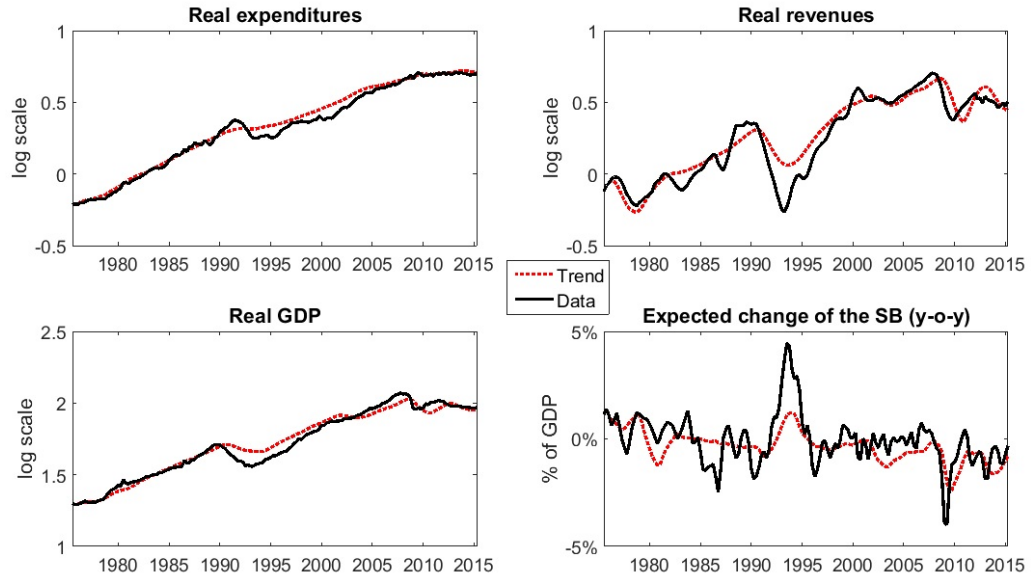 Real expenditures
1
0.5
0
-0.5
log scale
1980 1985 1990 1995 2000 2005 2010 2015
Real revenues
1
0.5
0
-0.5
log scale
1980 1985 1990 1995 2000 2005 2010 2015
Trend
Data
Real GDP
2.5
2
1.5
1
log scale
1980 1985 1990 1995 2000 2005 2010 2015
Expected change of the SB (y-o-y)
5%
0%
-5%
% of GDP
1980 1985 1990 1995 2000 2005 2010 2015